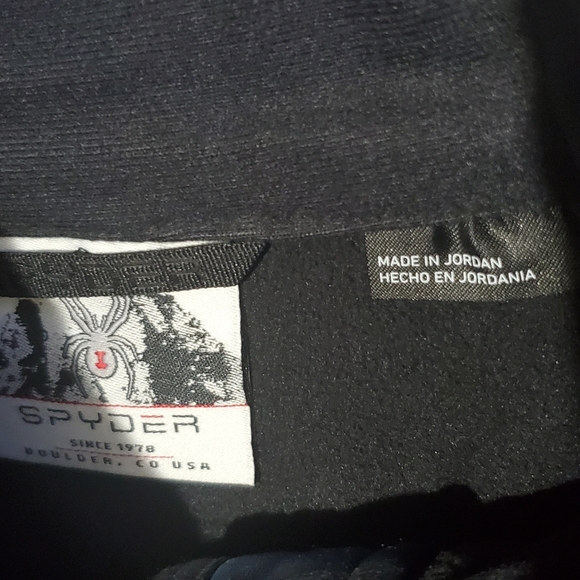 MADE IN JORDAN
HECHO EN JORDANIA
SPYDER
SINCE 1978
BOULDER, CO USA